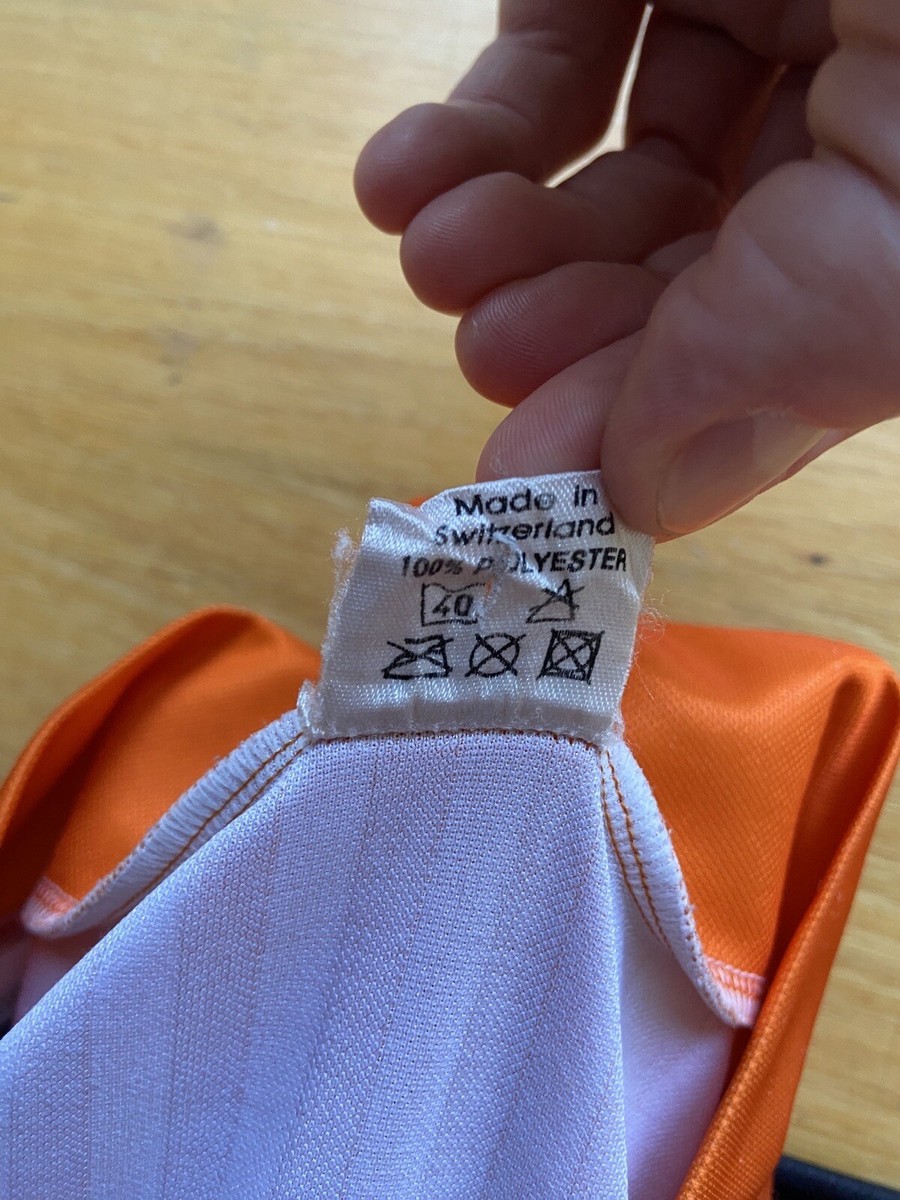 Made in
Switzerland
100% POLYESTER
40